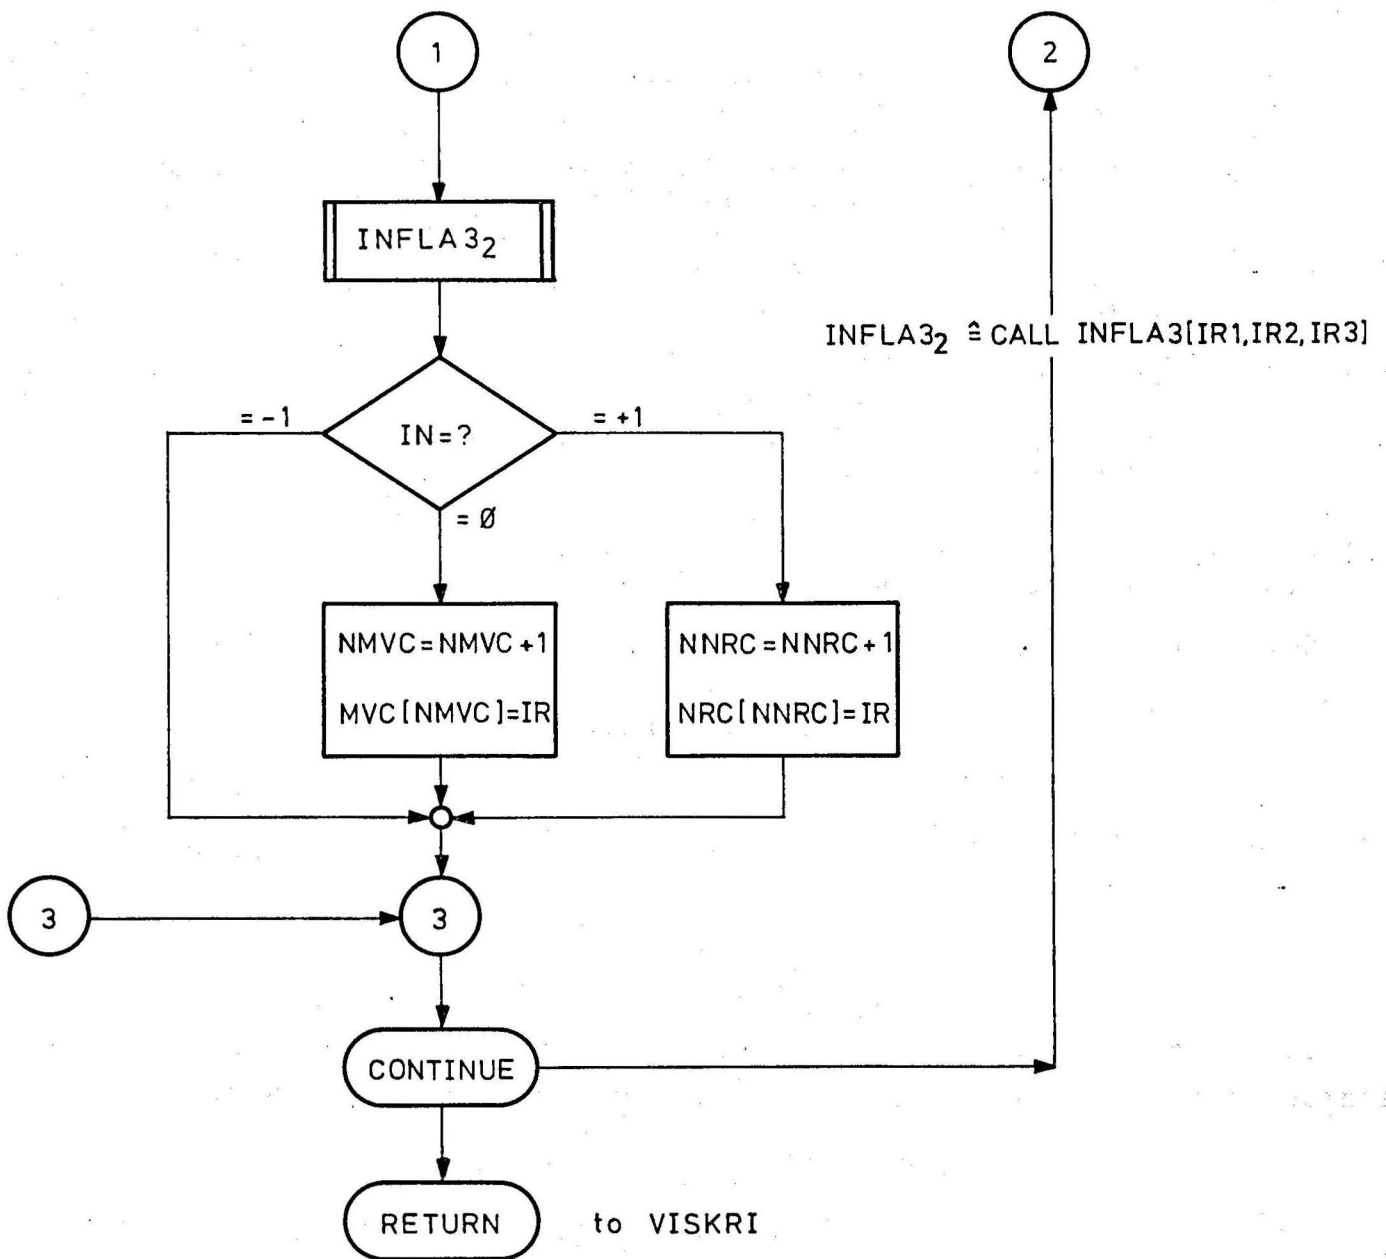 1
2
INFLA3₂
INFLA3₂ ≙ CALL INFLA3[IR1,IR2,IR3]
= -1
IN=?
= +1
= Ø
NMVC=NMVC+1
MVC[NMVC]=IR
NNRC=NNRC+1
NRC[NNRC]=IR
3
3
CONTINUE
RETURN
to VISKRI